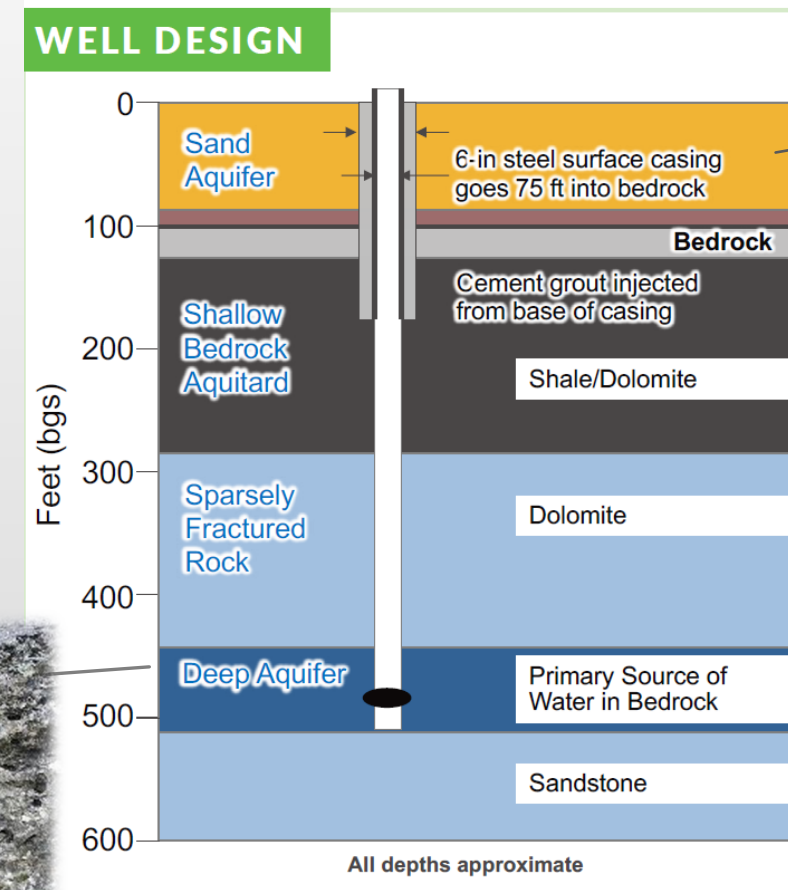 WELL DESIGN
0
Sand
Aquifer
6-in steel surface casing
goes 75 ft into bedrock
100
Bedrock
Cement grout injected
from base of casing
Shallow
Bedrock
Aquitard
200
Shale/Dolomite
Feet (bgs)
300
Sparsely
Fractured
Rock
Dolomite
400
Deep Aquifer
Primary Source of
Water in Bedrock
500
Sandstone
600
All depths approximate